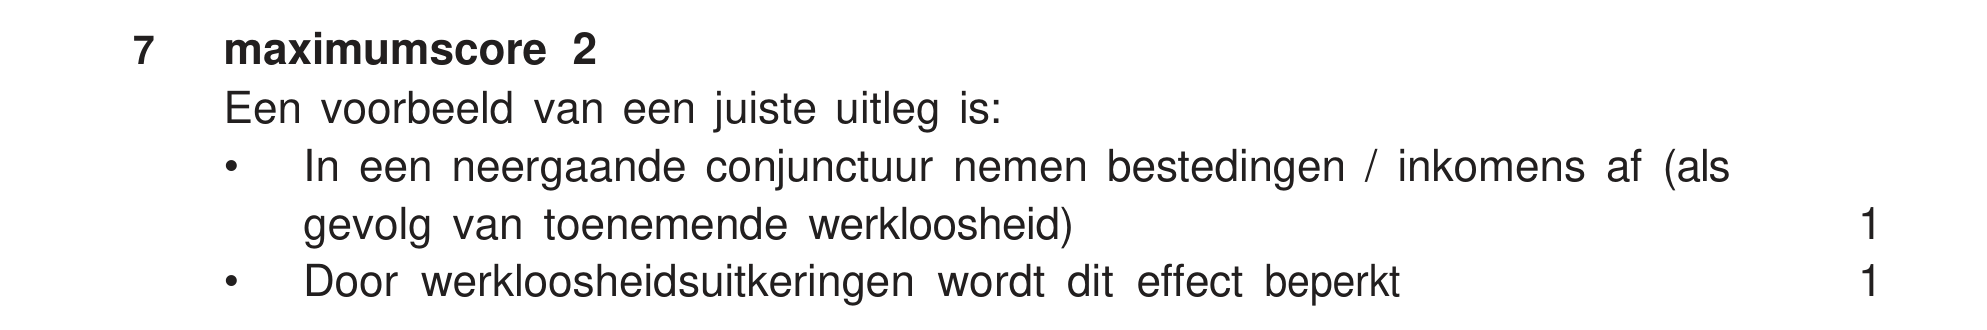 7 maximumscore 2
Een voorbeeld van een juiste uitleg is:
• In een neergaande conjunctuur nemen bestedingen / inkomens af (als
gevolg van toenemende werkloosheid) 1
• Door werkloosheidsuitkeringen wordt dit effect beperkt 1